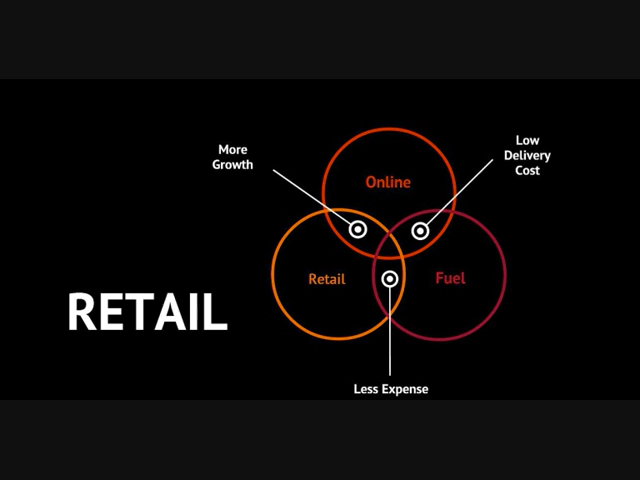 More
Growth
Low
Delivery
Cost
Online
Retail
Fuel
RETAIL
Less Expense